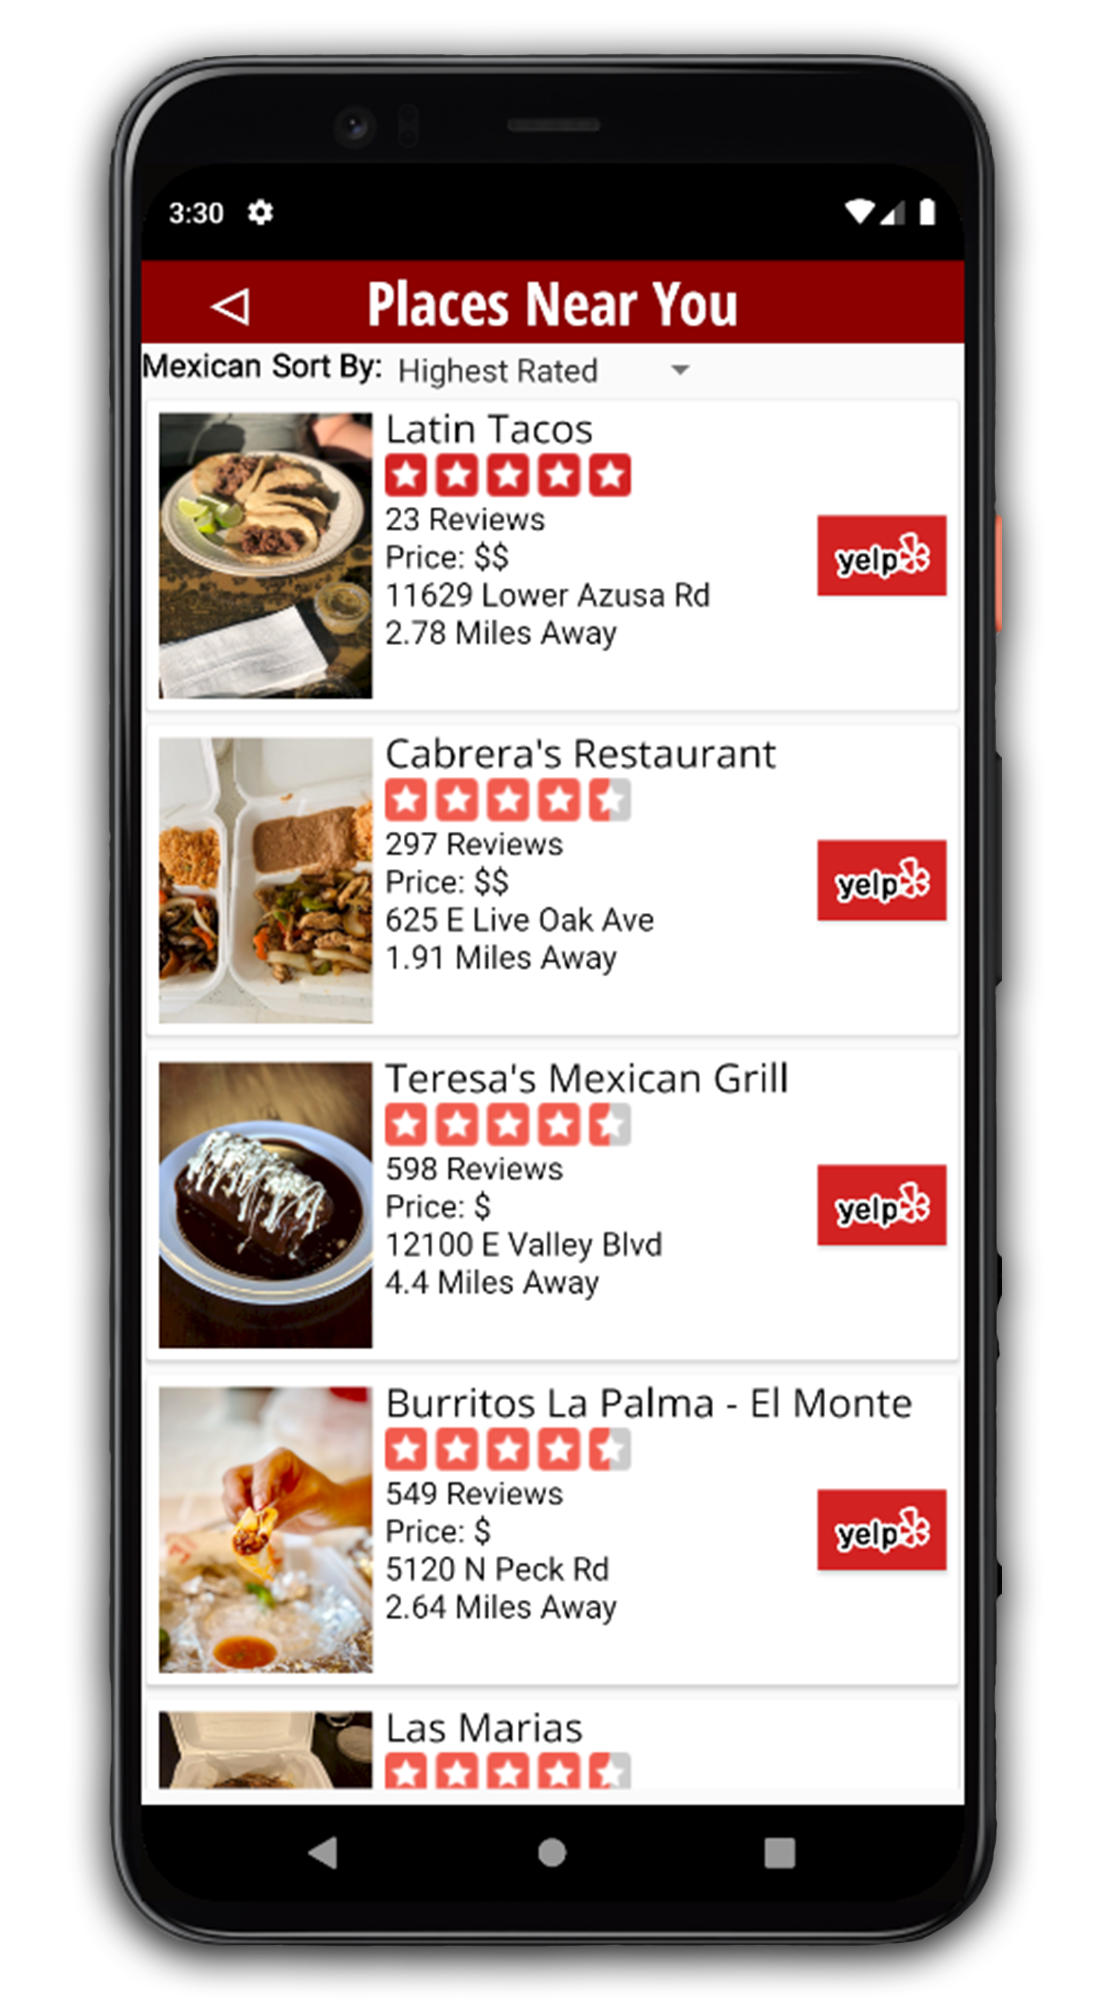 3:30
Places Near You
Mexican Sort By: Highest Rated
Latin Tacos
23 Reviews
Price: $$
11629 Lower Azusa Rd
2.78 Miles Away
yelp
Cabrera's Restaurant
297 Reviews
Price: $$
625 E Live Oak Ave
1.91 Miles Away
yelp
Teresa's Mexican Grill
598 Reviews
Price: $
12100 E Valley Blvd
4.4 Miles Away
yelp
Burritos La Palma - El Monte
549 Reviews
Price: $
5120 N Peck Rd
2.64 Miles Away
yelp
Las Marias